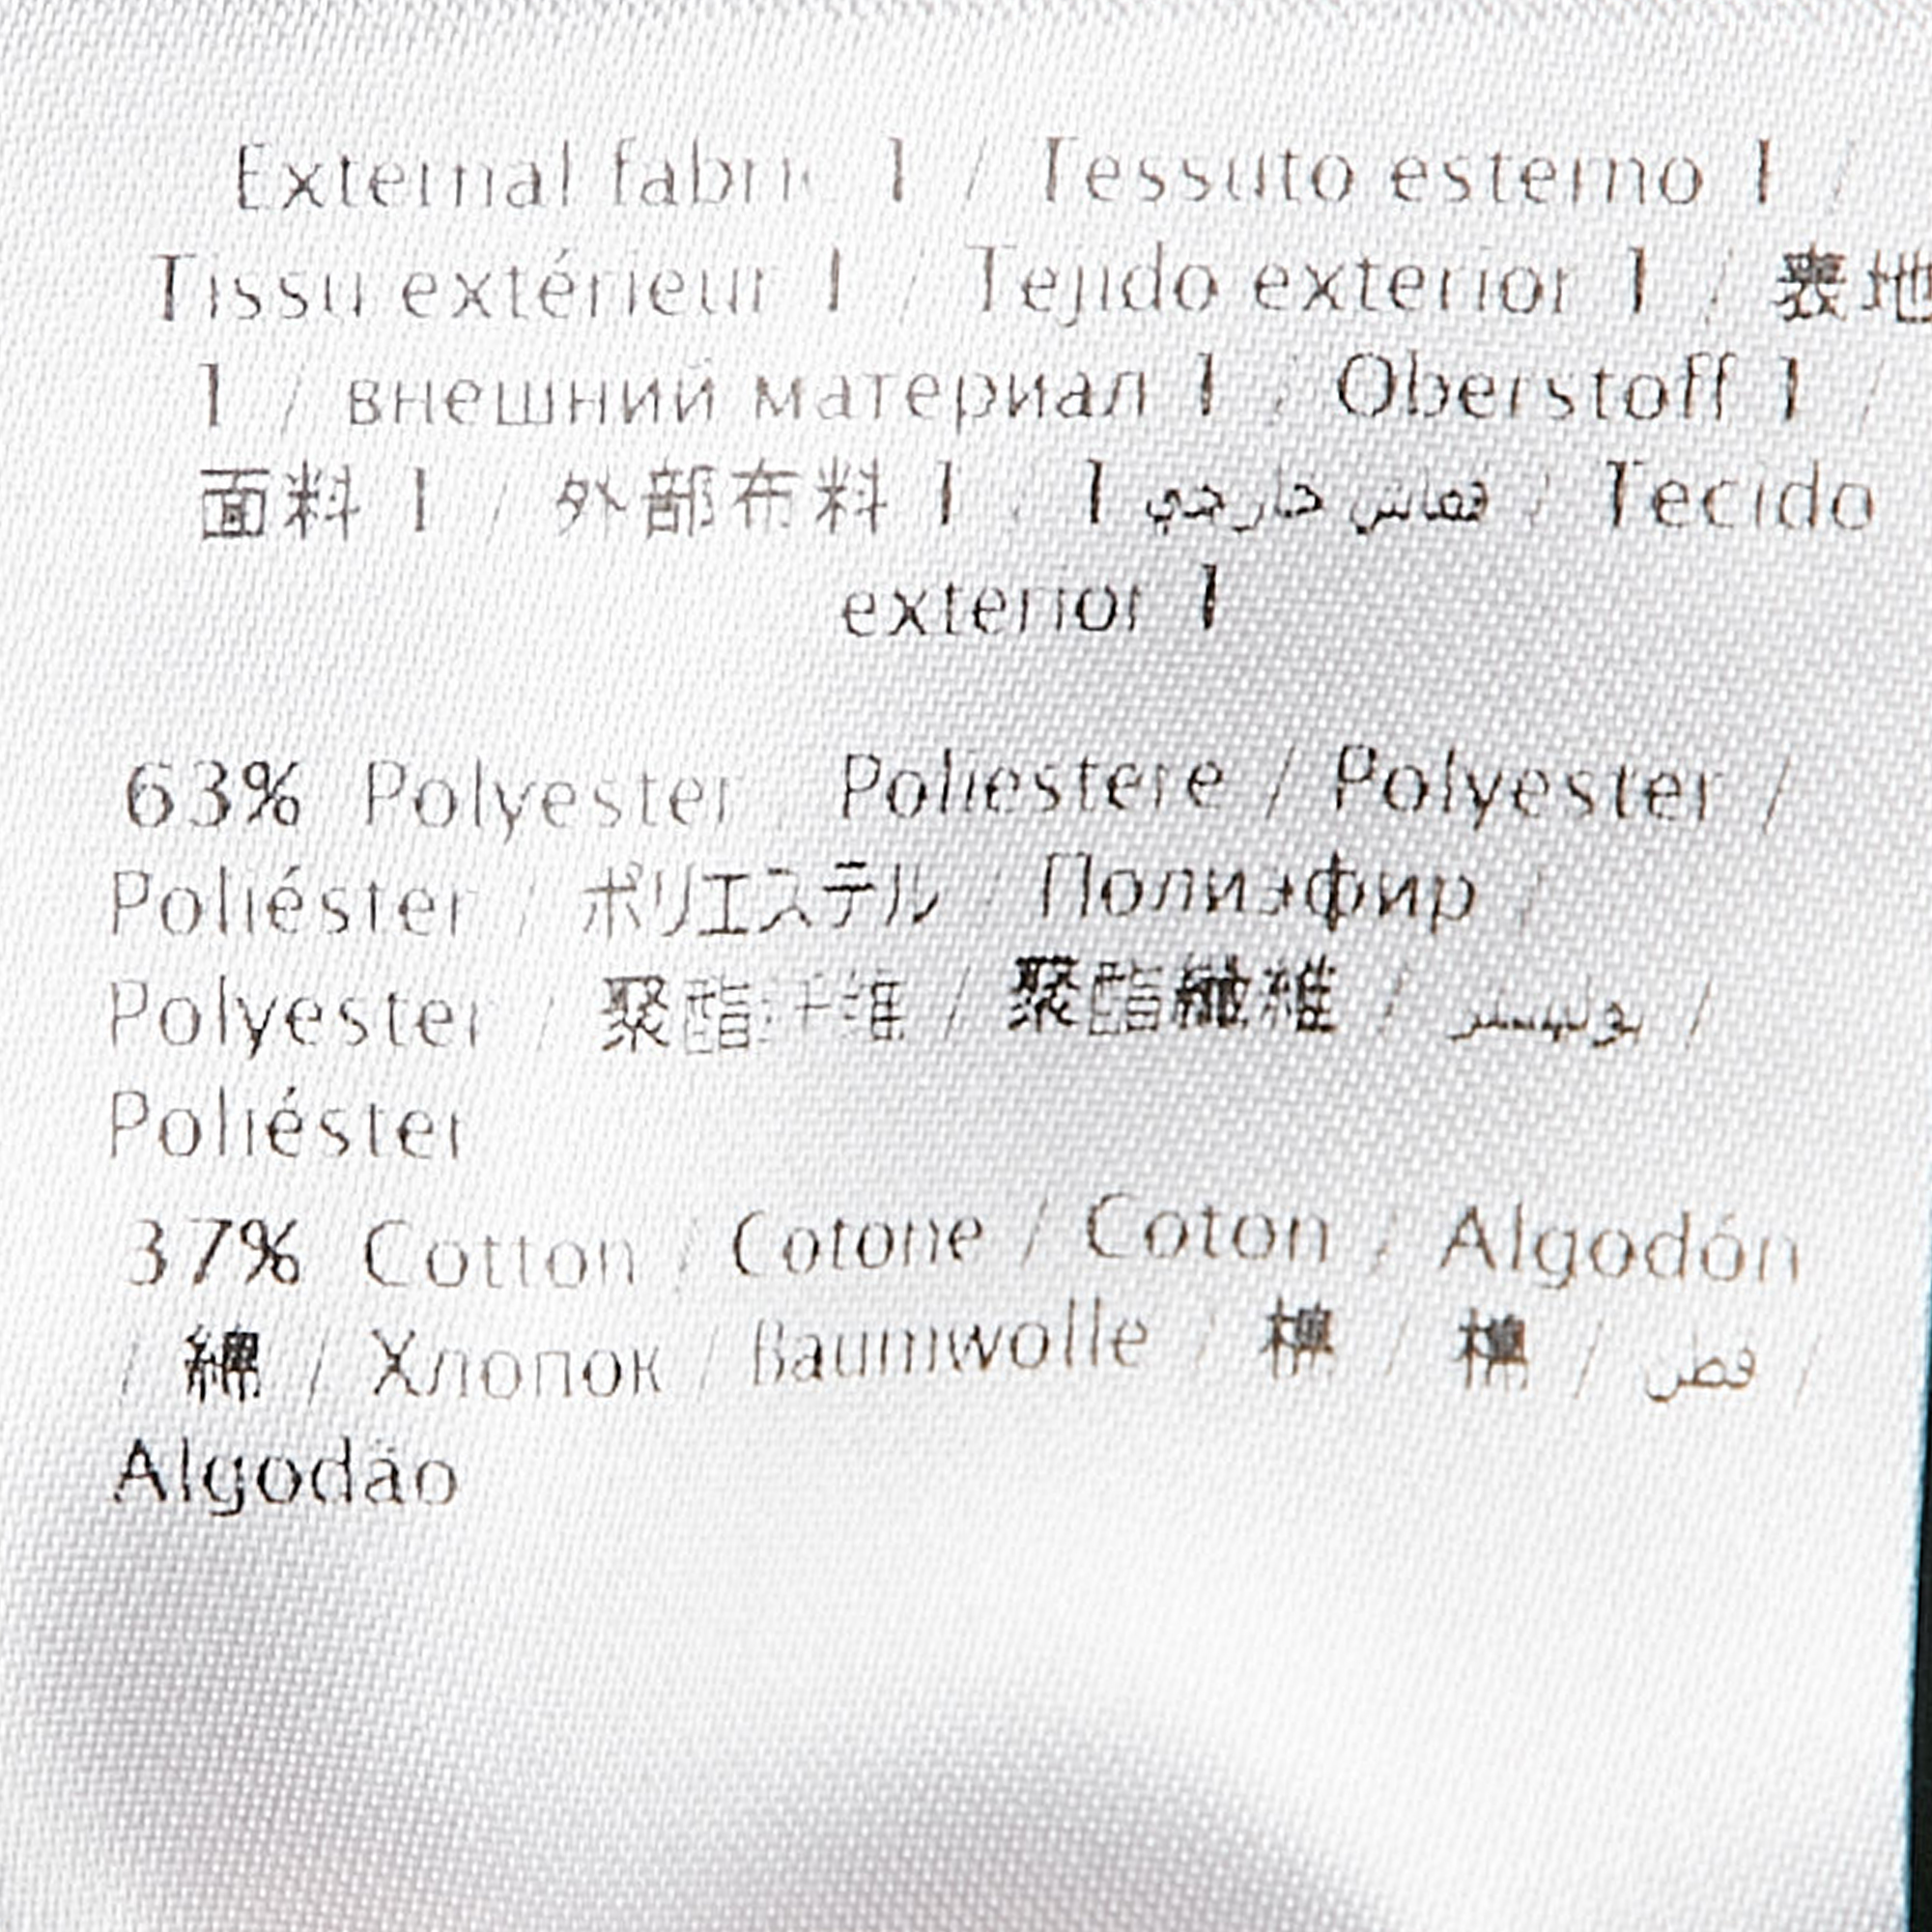 External fabric 1 / Tessuto esterno 1 /
Tissu extérieur 1 / Tejido exterior 1 / 表地
1 / внешний материал 1 / Oberstoff 1 /
面料 1 / 外部布料 1 / قماش خارجي 1 / Tecido
exterior 1
63% Polyester / Poliestere / Polyester /
Poliéster / ポリエステル / Полиэфир /
Polyester / 聚酯纤维 / 聚酯纖維 / بوليستر /
Poliéster
37% Cotton / Cotone / Coton / Algodón
/ 綿 / Хлопок / Baumwolle / 棉 / 棉 / قطن /
Algodão